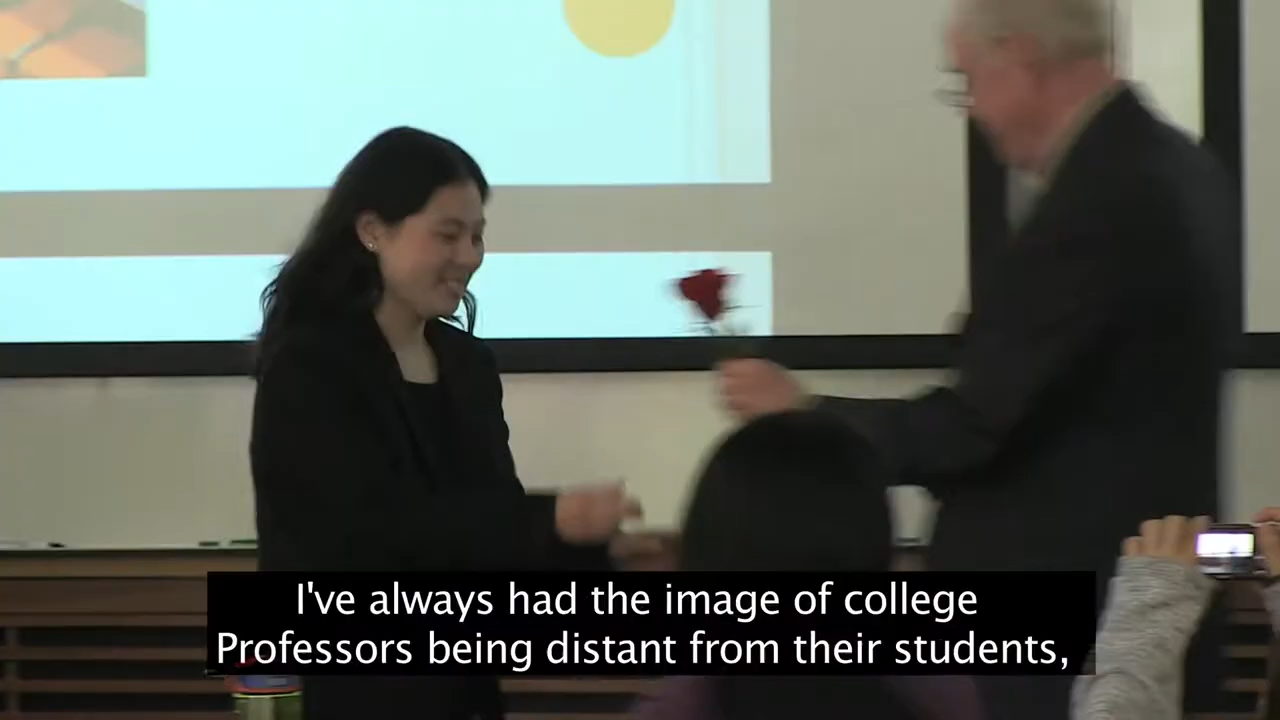 I've always had the image of college
Professors being distant from their students,